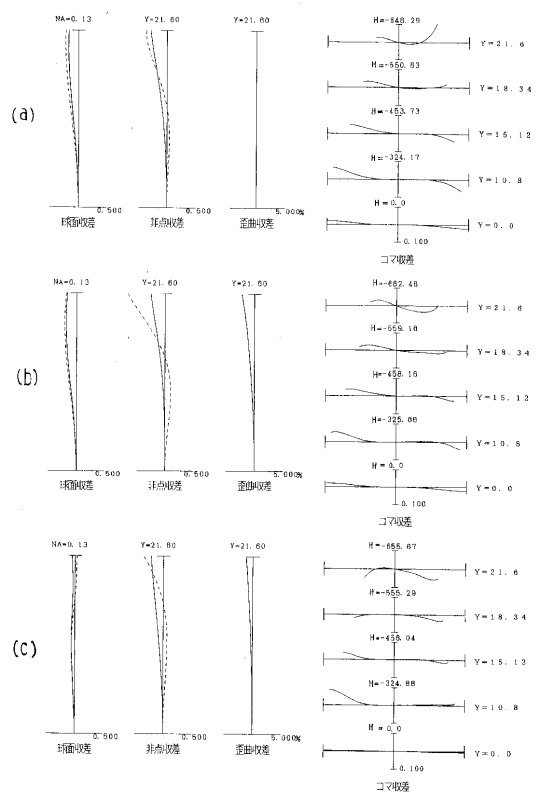 (a)
NA=0.13
Y=21.60
Y=21.60
0.500
0.500
5.000%
球面収差
非点収差
歪曲収差
H=-648.29
Y=21.6
H=-550.83
Y=18.34
H=-453.73
Y=15.12
H=-324.17
Y=10.8
H=0.0
Y=0.0
0.100
コマ収差
(b)
NA=0.13
Y=21.60
Y=21.60
0.500
0.500
5.000%
球面収差
非点収差
歪曲収差
H=-662.48
Y=21.6
H=-559.16
Y=18.34
H=-458.16
Y=15.12
H=-325.88
Y=10.8
H=0.0
Y=0.0
0.100
コマ収差
(c)
NA=0.13
Y=21.60
Y=21.60
0.500
0.500
5.000%
球面収差
非点収差
歪曲収差
H=-655.67
Y=21.6
H=-555.29
Y=18.34
H=-456.04
Y=15.12
H=-324.88
Y=10.8
H=0.0
Y=0.0
0.100
コマ収差